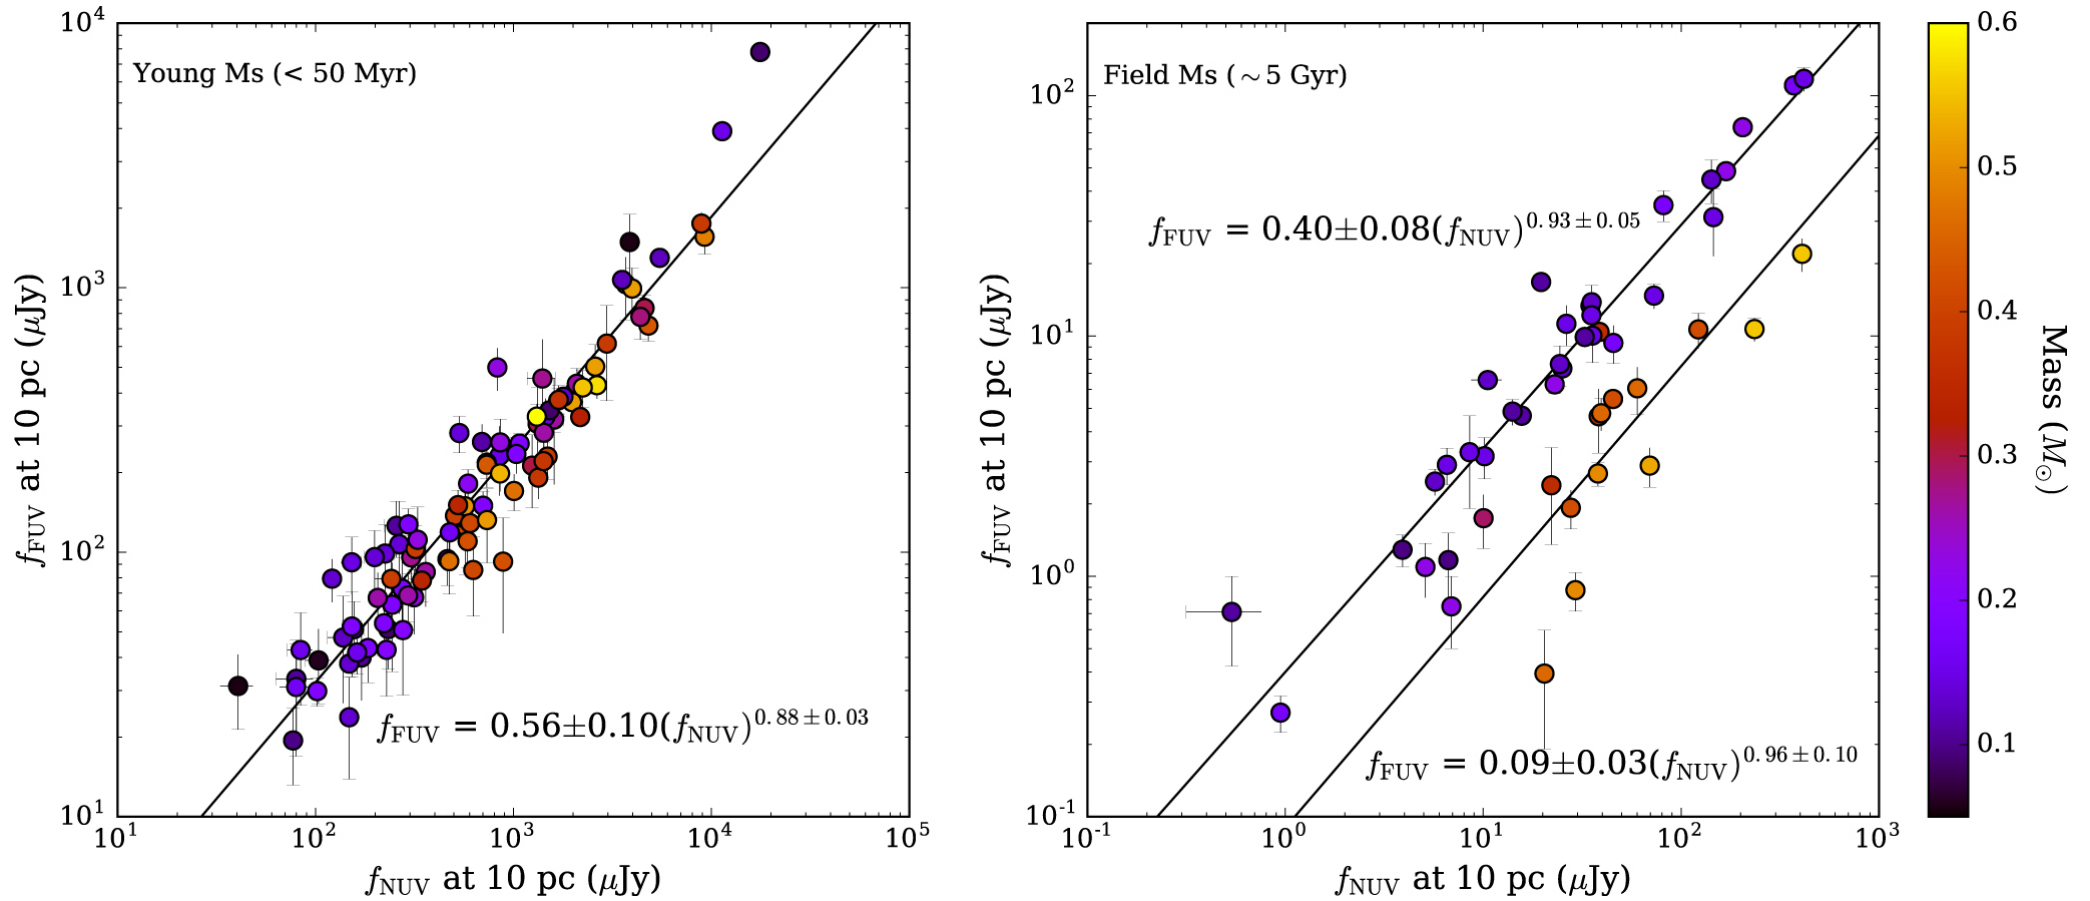 Young Ms (< 50 Myr)
f_FUV = 0.56±0.10(f_NUV)^0.88±0.03
10^4
10^3
10^2
10^1
f_FUV at 10 pc (μJy)
10^1 10^2 10^3 10^4 10^5
f_NUV at 10 pc (μJy)
Field Ms (~5 Gyr)
f_FUV = 0.40±0.08(f_NUV)^0.93±0.05
f_FUV = 0.09±0.03(f_NUV)^0.96±0.10
10^2
10^1
10^0
10^-1
f_FUV at 10 pc (μJy)
10^-1 10^0 10^1 10^2 10^3
f_NUV at 10 pc (μJy)
0.6
0.5
0.4
0.3
0.2
0.1
Mass (M_⊙)